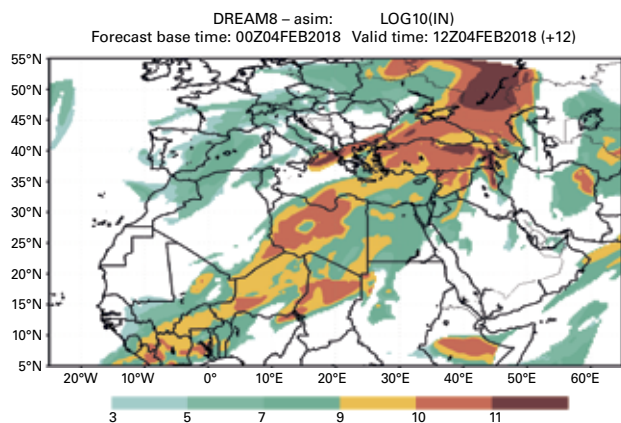 DREAM8 – asim: LOG10(IN)
Forecast base time: 00Z04FEB2018 Valid time: 12Z04FEB2018 (+12)
55°N
50°N
45°N
40°N
35°N
30°N
25°N
20°N
15°N
10°N
5°N
20°W 10°W 0° 10°E 20°E 30°E 40°E 50°E 60°E
3 5 7 9 10 11